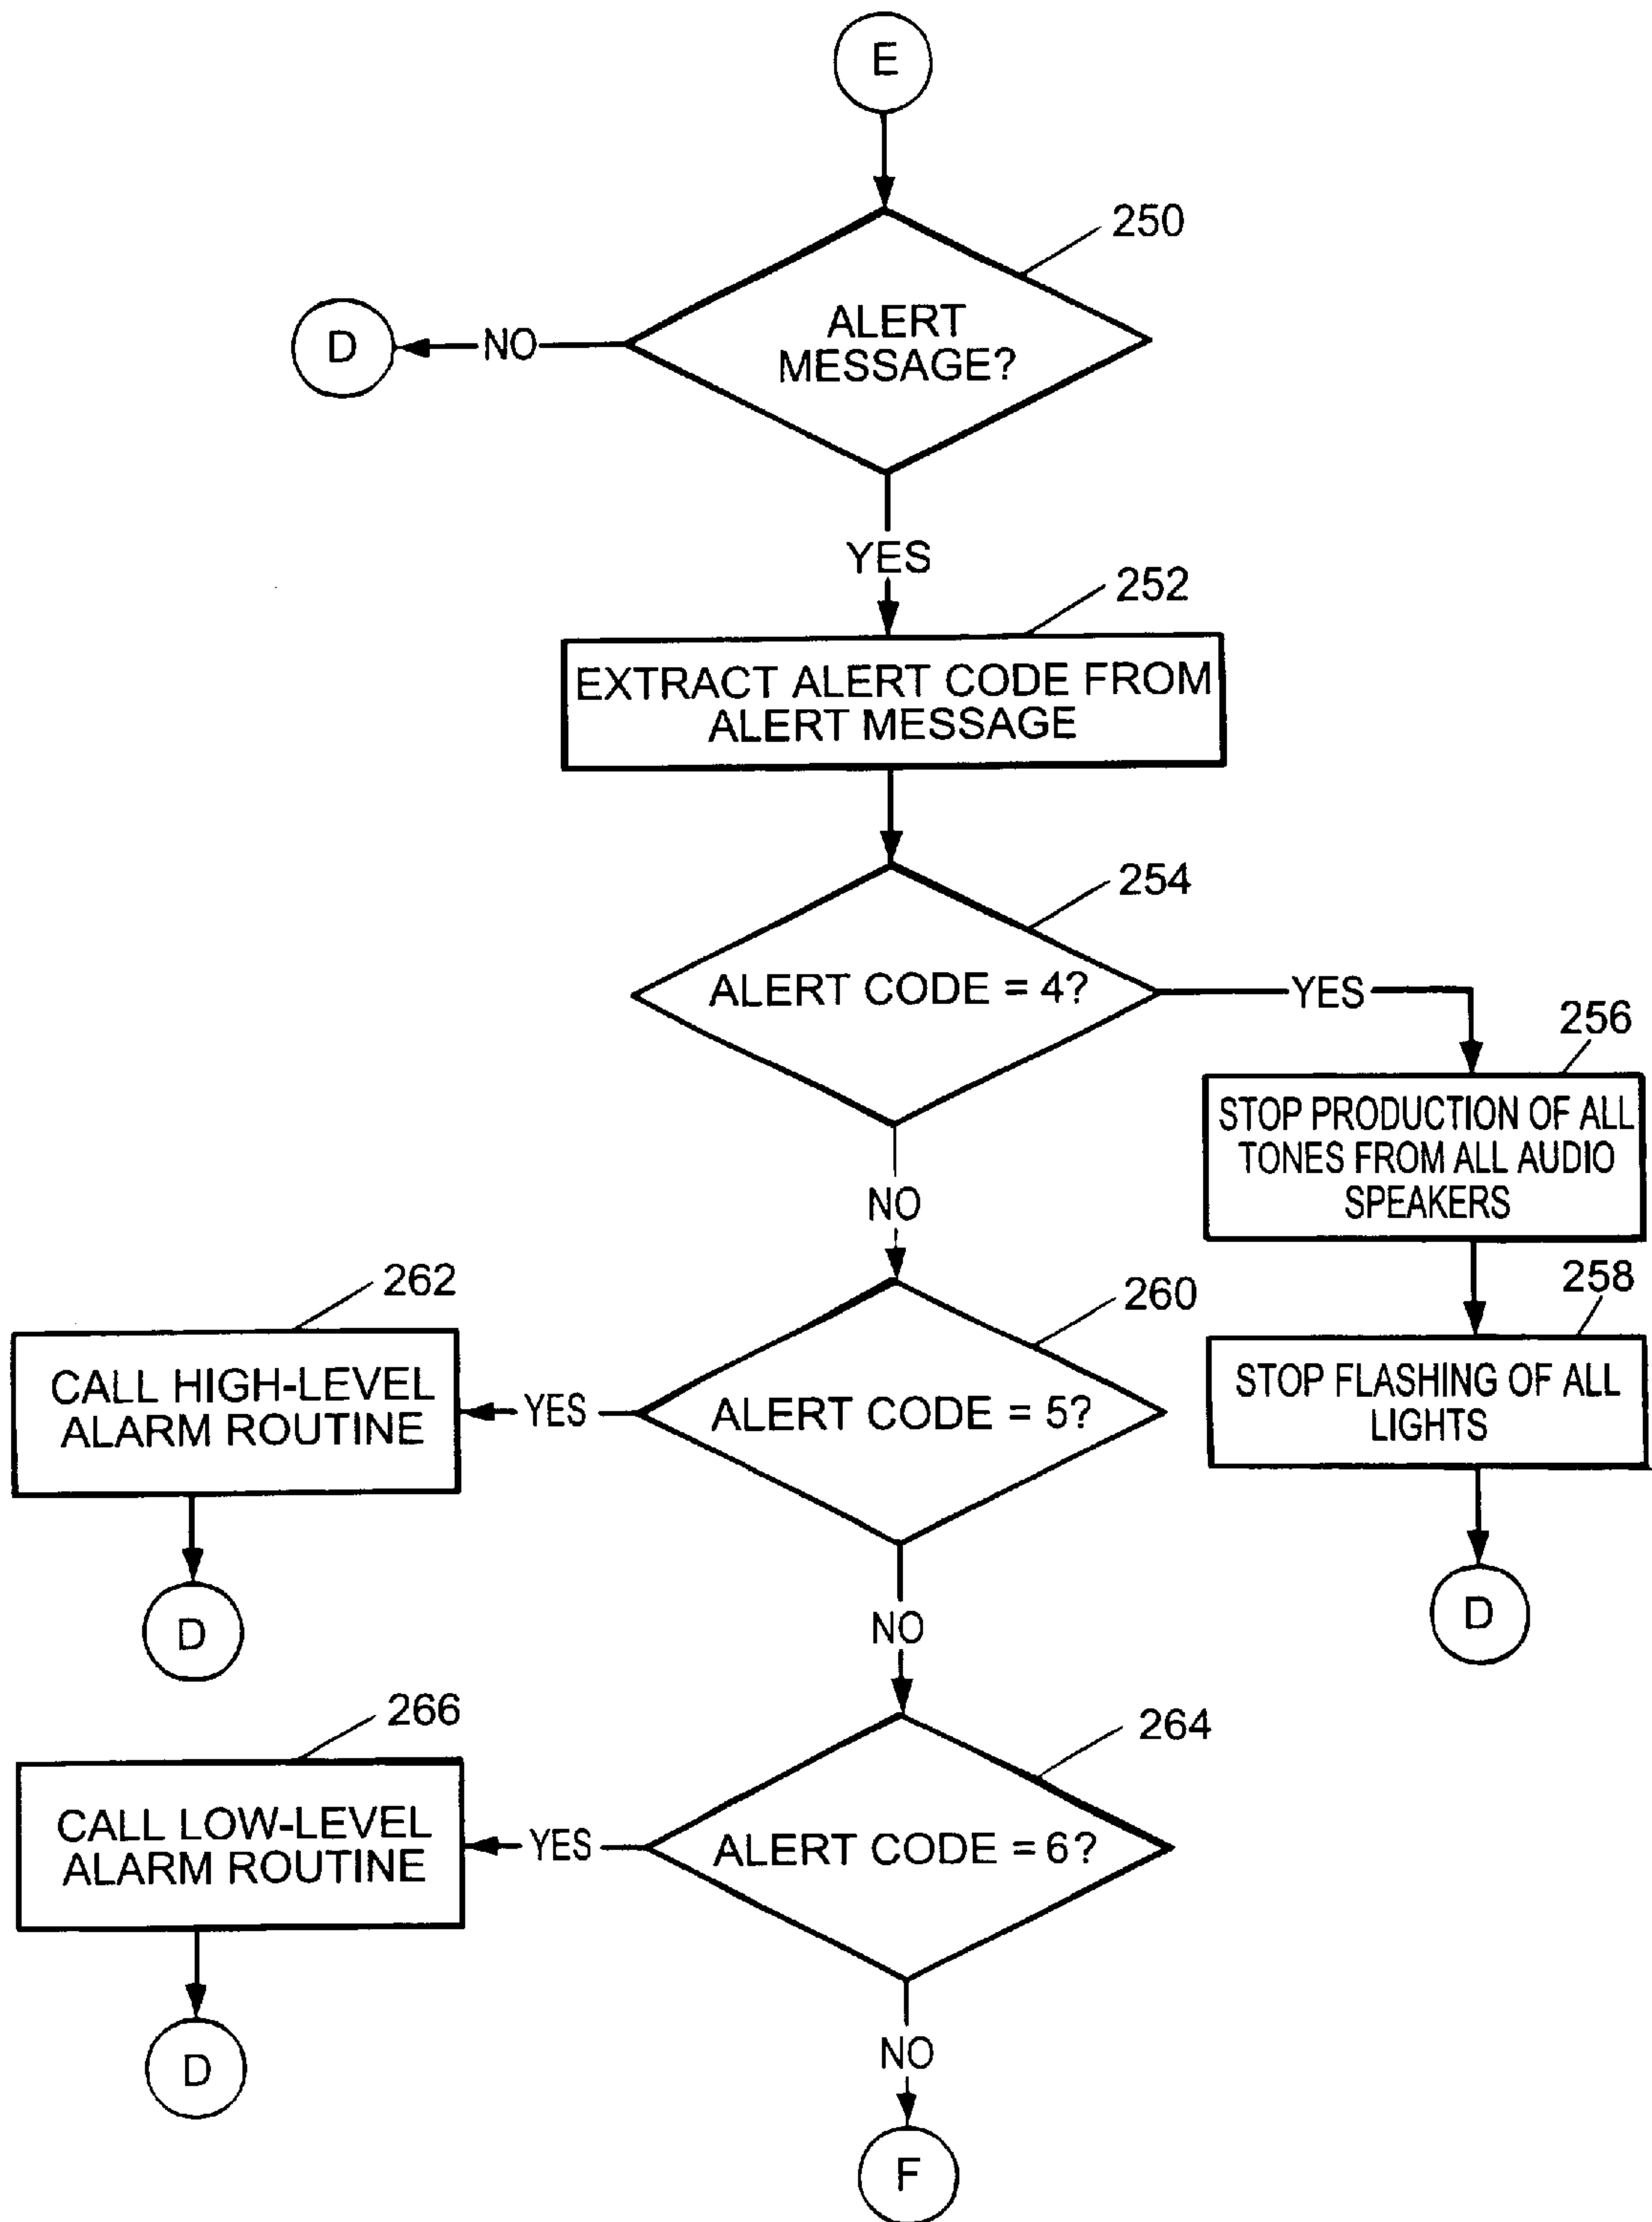 E
250
ALERT
MESSAGE?
NO
D
YES
252
EXTRACT ALERT CODE FROM
ALERT MESSAGE
254
ALERT CODE = 4?
YES
256
STOP PRODUCTION OF ALL
TONES FROM ALL AUDIO
SPEAKERS
NO
258
STOP FLASHING OF ALL
LIGHTS
D
260
ALERT CODE = 5?
YES
262
CALL HIGH-LEVEL
ALARM ROUTINE
D
NO
264
ALERT CODE = 6?
YES
266
CALL LOW-LEVEL
ALARM ROUTINE
D
NO
F